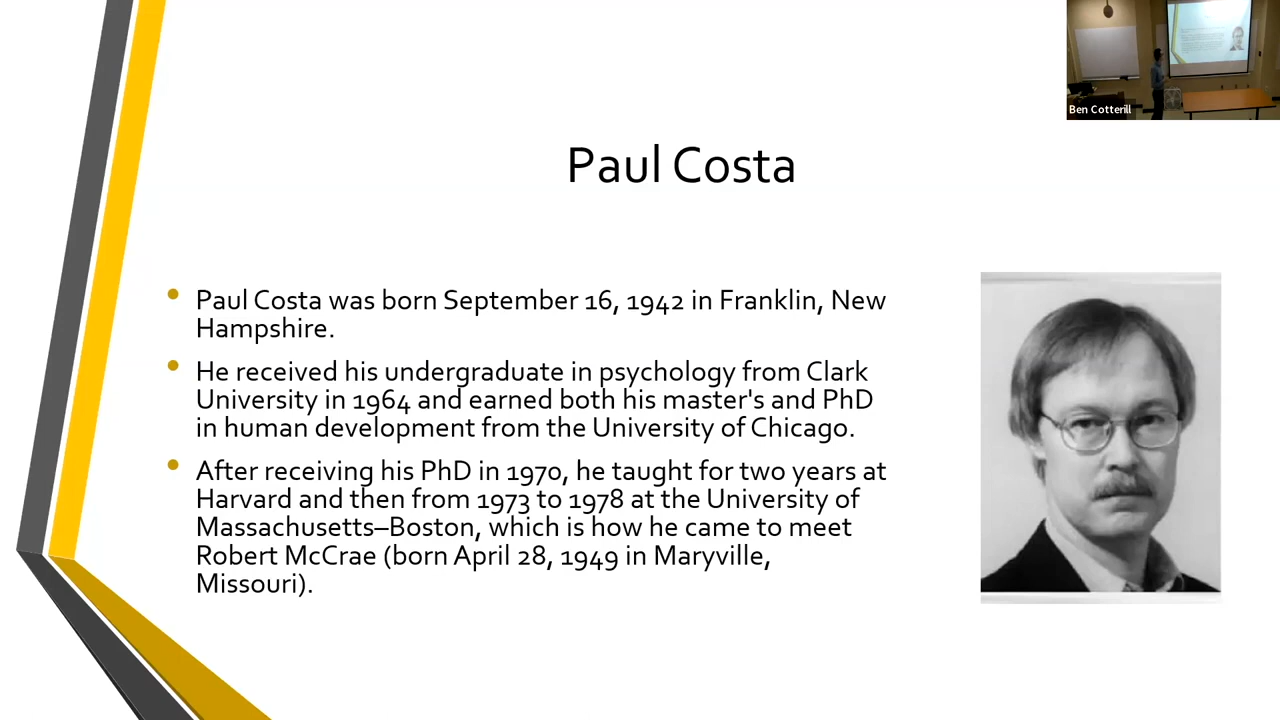 Ben Cotterill
Paul Costa
Paul Costa was born September 16, 1942 in Franklin, New
Hampshire.
He received his undergraduate in psychology from Clark
University in 1964 and earned both his master's and PhD
in human development from the University of Chicago.
After receiving his PhD in 1970, he taught for two years at
Harvard and then from 1973 to 1978 at the University of
Massachusetts–Boston, which is how he came to meet
Robert McCrae (born April 28, 1949 in Maryville,
Missouri).